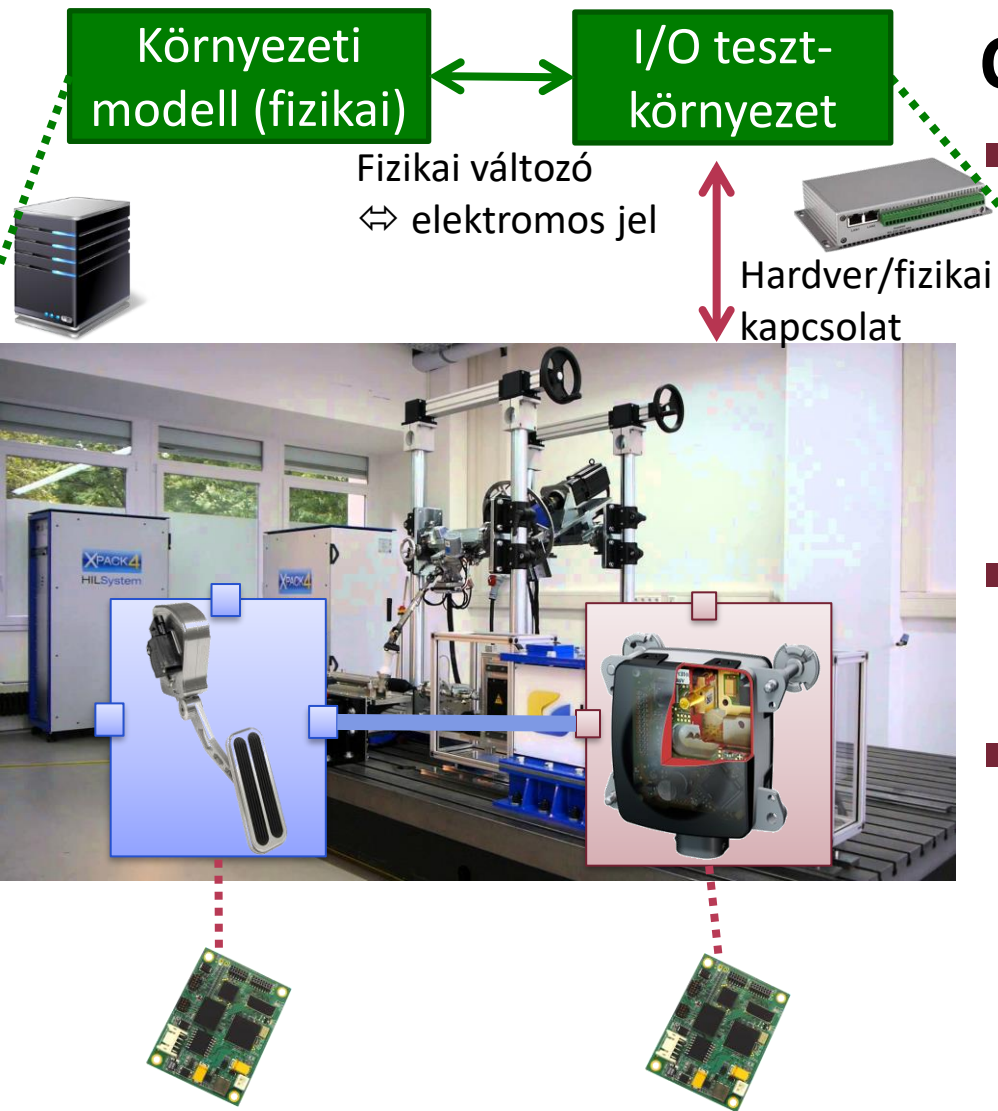 Környezeti
modell (fizikai)
I/O teszt-
környezet
Fizikai változó
⇔ elektromos jel
Hardver/fizikai
kapcsolat
XPACK4
HILSystem
XPACK4